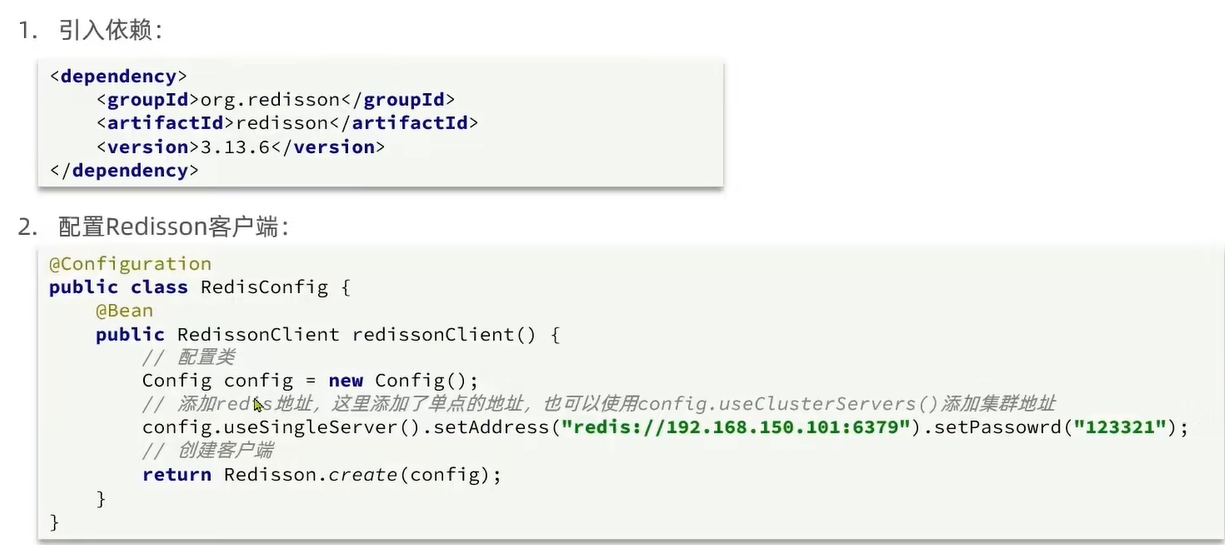 1. 引入依赖：
<dependency>
    <groupId>org.redisson</groupId>
    <artifactId>redisson</artifactId>
    <version>3.13.6</version>
</dependency>
2. 配置Redisson客户端：
@Configuration
public class RedisConfig {
    @Bean
    public RedissonClient redissonClient() {
        // 配置类
        Config config = new Config();
        // 添加redis地址，这里添加了单点的地址，也可以使用config.useClusterServers()添加集群地址
        config.useSingleServer().setAddress("redis://192.168.150.101:6379").setPassowrd("123321");
        // 创建客户端
        return Redisson.create(config);
    }
}